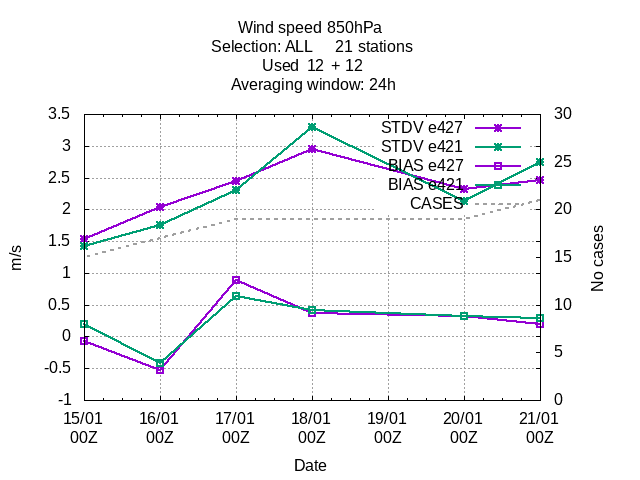 Wind speed 850hPa
Selection: ALL 21 stations
Used 12 + 12
Averaging window: 24h
3.5
3
2.5
2
1.5
1
0.5
0
-0.5
-1
m/s
30
25
20
15
10
5
0
No cases
STDV e427
STDV e421
BIAS e427
BIAS e421
CASES
15/01 16/01 17/01 18/01 19/01 20/01 21/01
00Z 00Z 00Z 00Z 00Z 00Z 00Z
Date